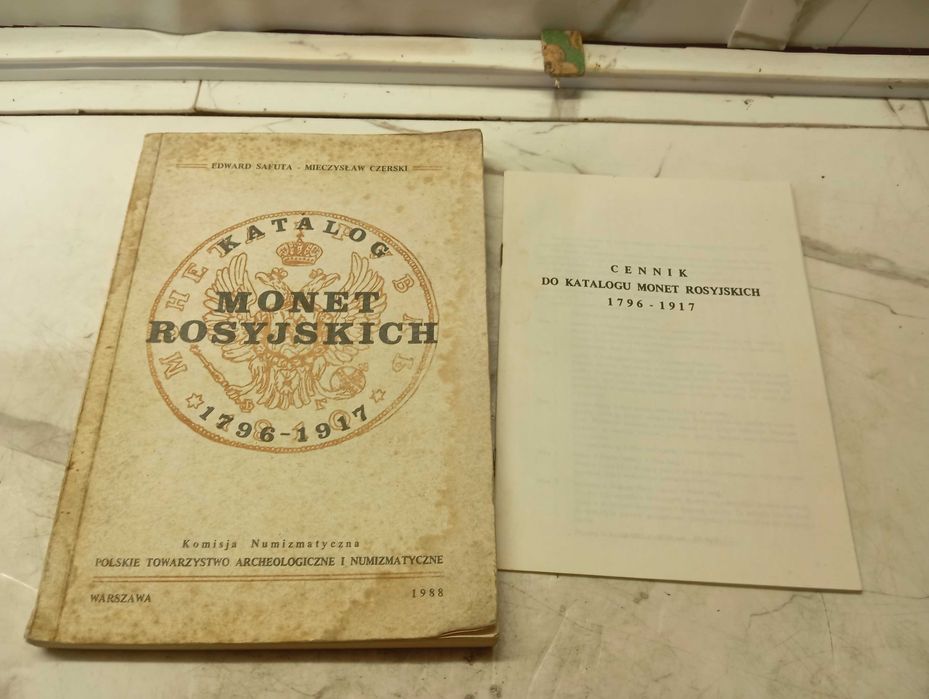 EDWARD SAFUTA - MIECZYSŁAW CZERSKI
KATALOG
MONET
ROSYJSKICH
1796-1917
Komisja Numizmatyczna
POLSKIE TOWARZYSTWO ARCHEOLOGICZNE I NUMIZMATYCZNE
WARSZAWA 1988
CENNIK
DO KATALOGU MONET ROSYJSKICH
1796 - 1917